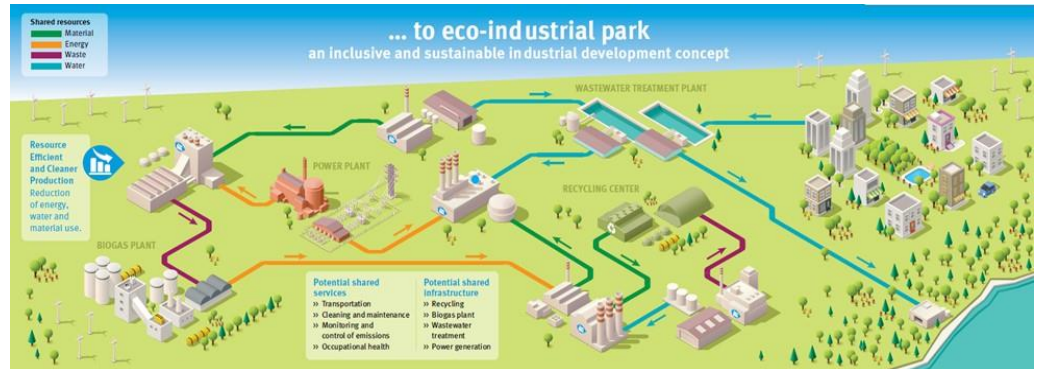 ... to eco-industrial park
an inclusive and sustainable industrial development concept
Shared resources
Material
Energy
Waste
Water
WASTEWATER TREATMENT PLANT
Resource
Efficient
and Cleaner
Production
Reduction
of energy,
water and
material use.
POWER PLANT
RECYCLING CENTER
BIOGAS PLANT
Potential shared
services
» Transportation
» Cleaning and maintenance
» Monitoring and
control of emissions
» Occupational health
Potential shared
infrastructure
» Recycling
» Biogas plant
» Wastewater
treatment
» Power generation